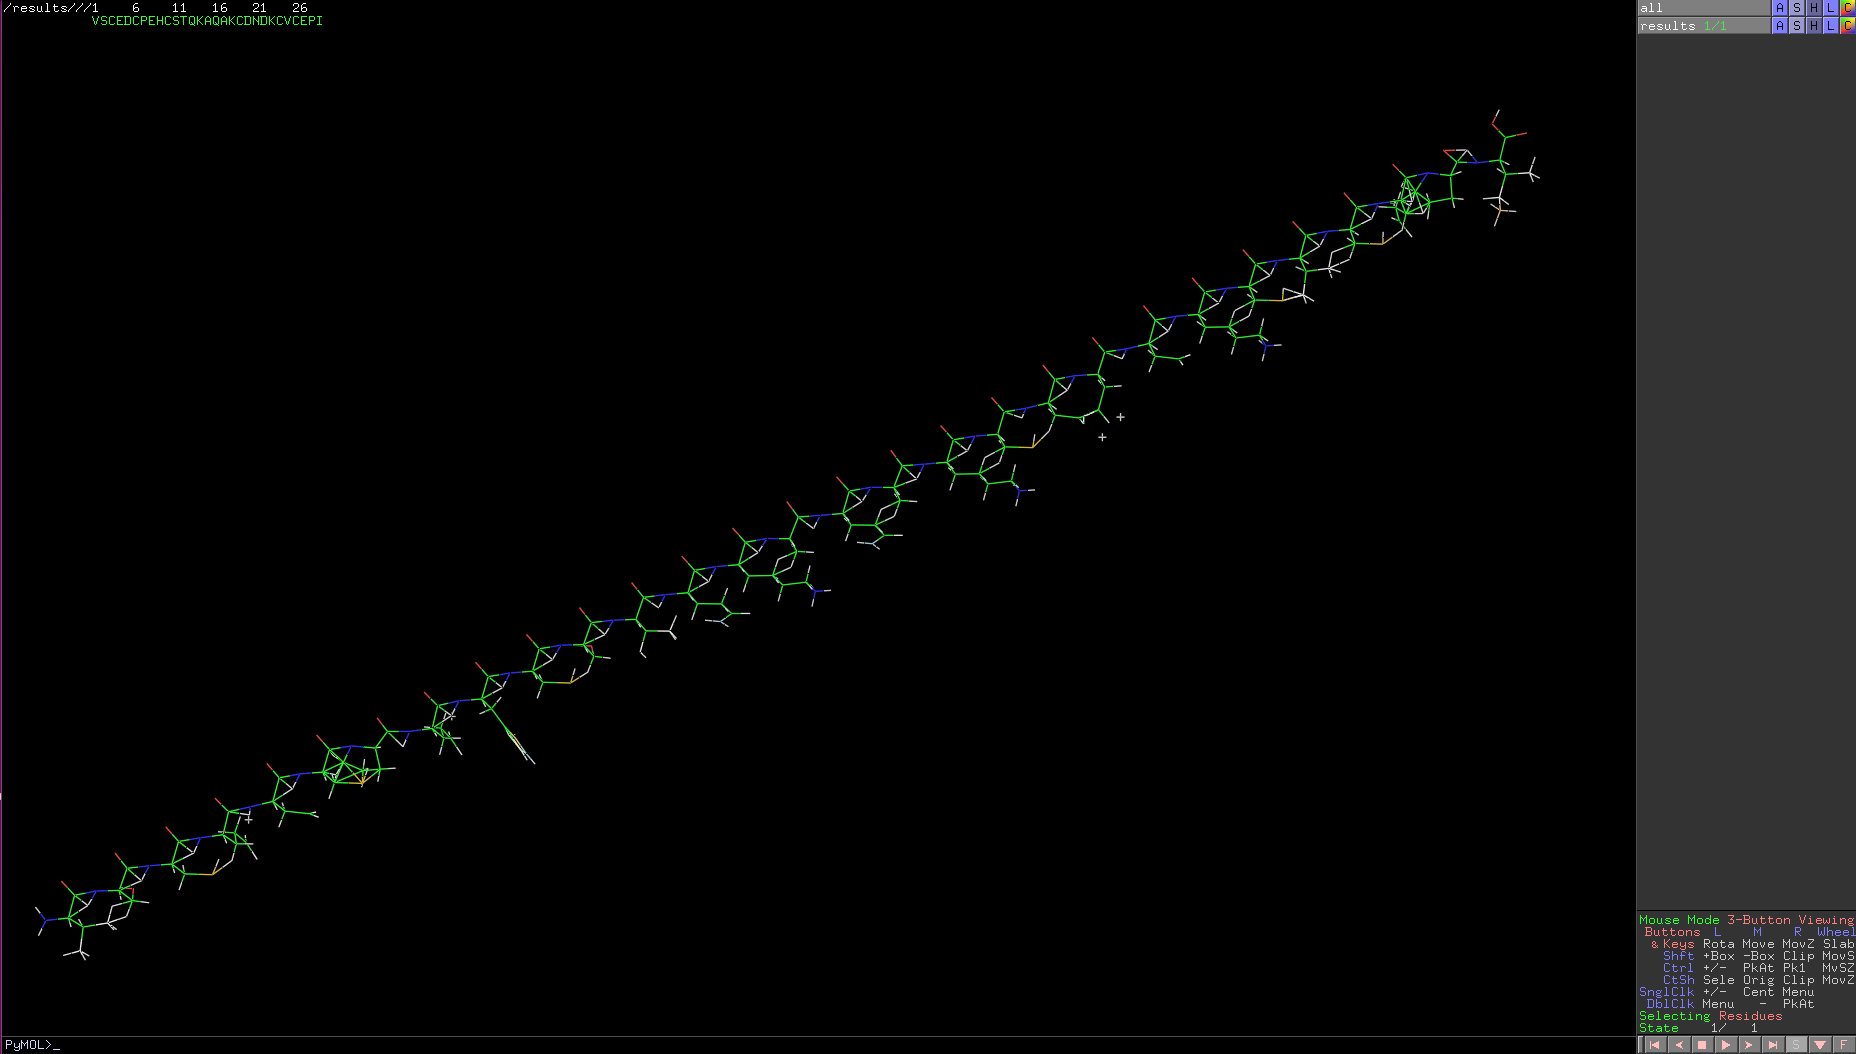 /results///1    6    11   16   21   26
VSCEDCPEHCSTQKAQAKCDNDKCVCEPI
all A S H L C
results 1/1 A S H L C
Mouse Mode 3-Button Viewing
Buttons L M R Wheel
& Keys Rota Move MovZ Slab
Shft +Box -Box Clip MovS
Ctrl +/- PkAt Pk1 MvSZ
CtSh Sele Orig Clip MovZ
SnglClk +/- Cent Menu
DblClk Menu - PkAt
Selecting Residues
State 1/ 1
PyMOL>_ S F